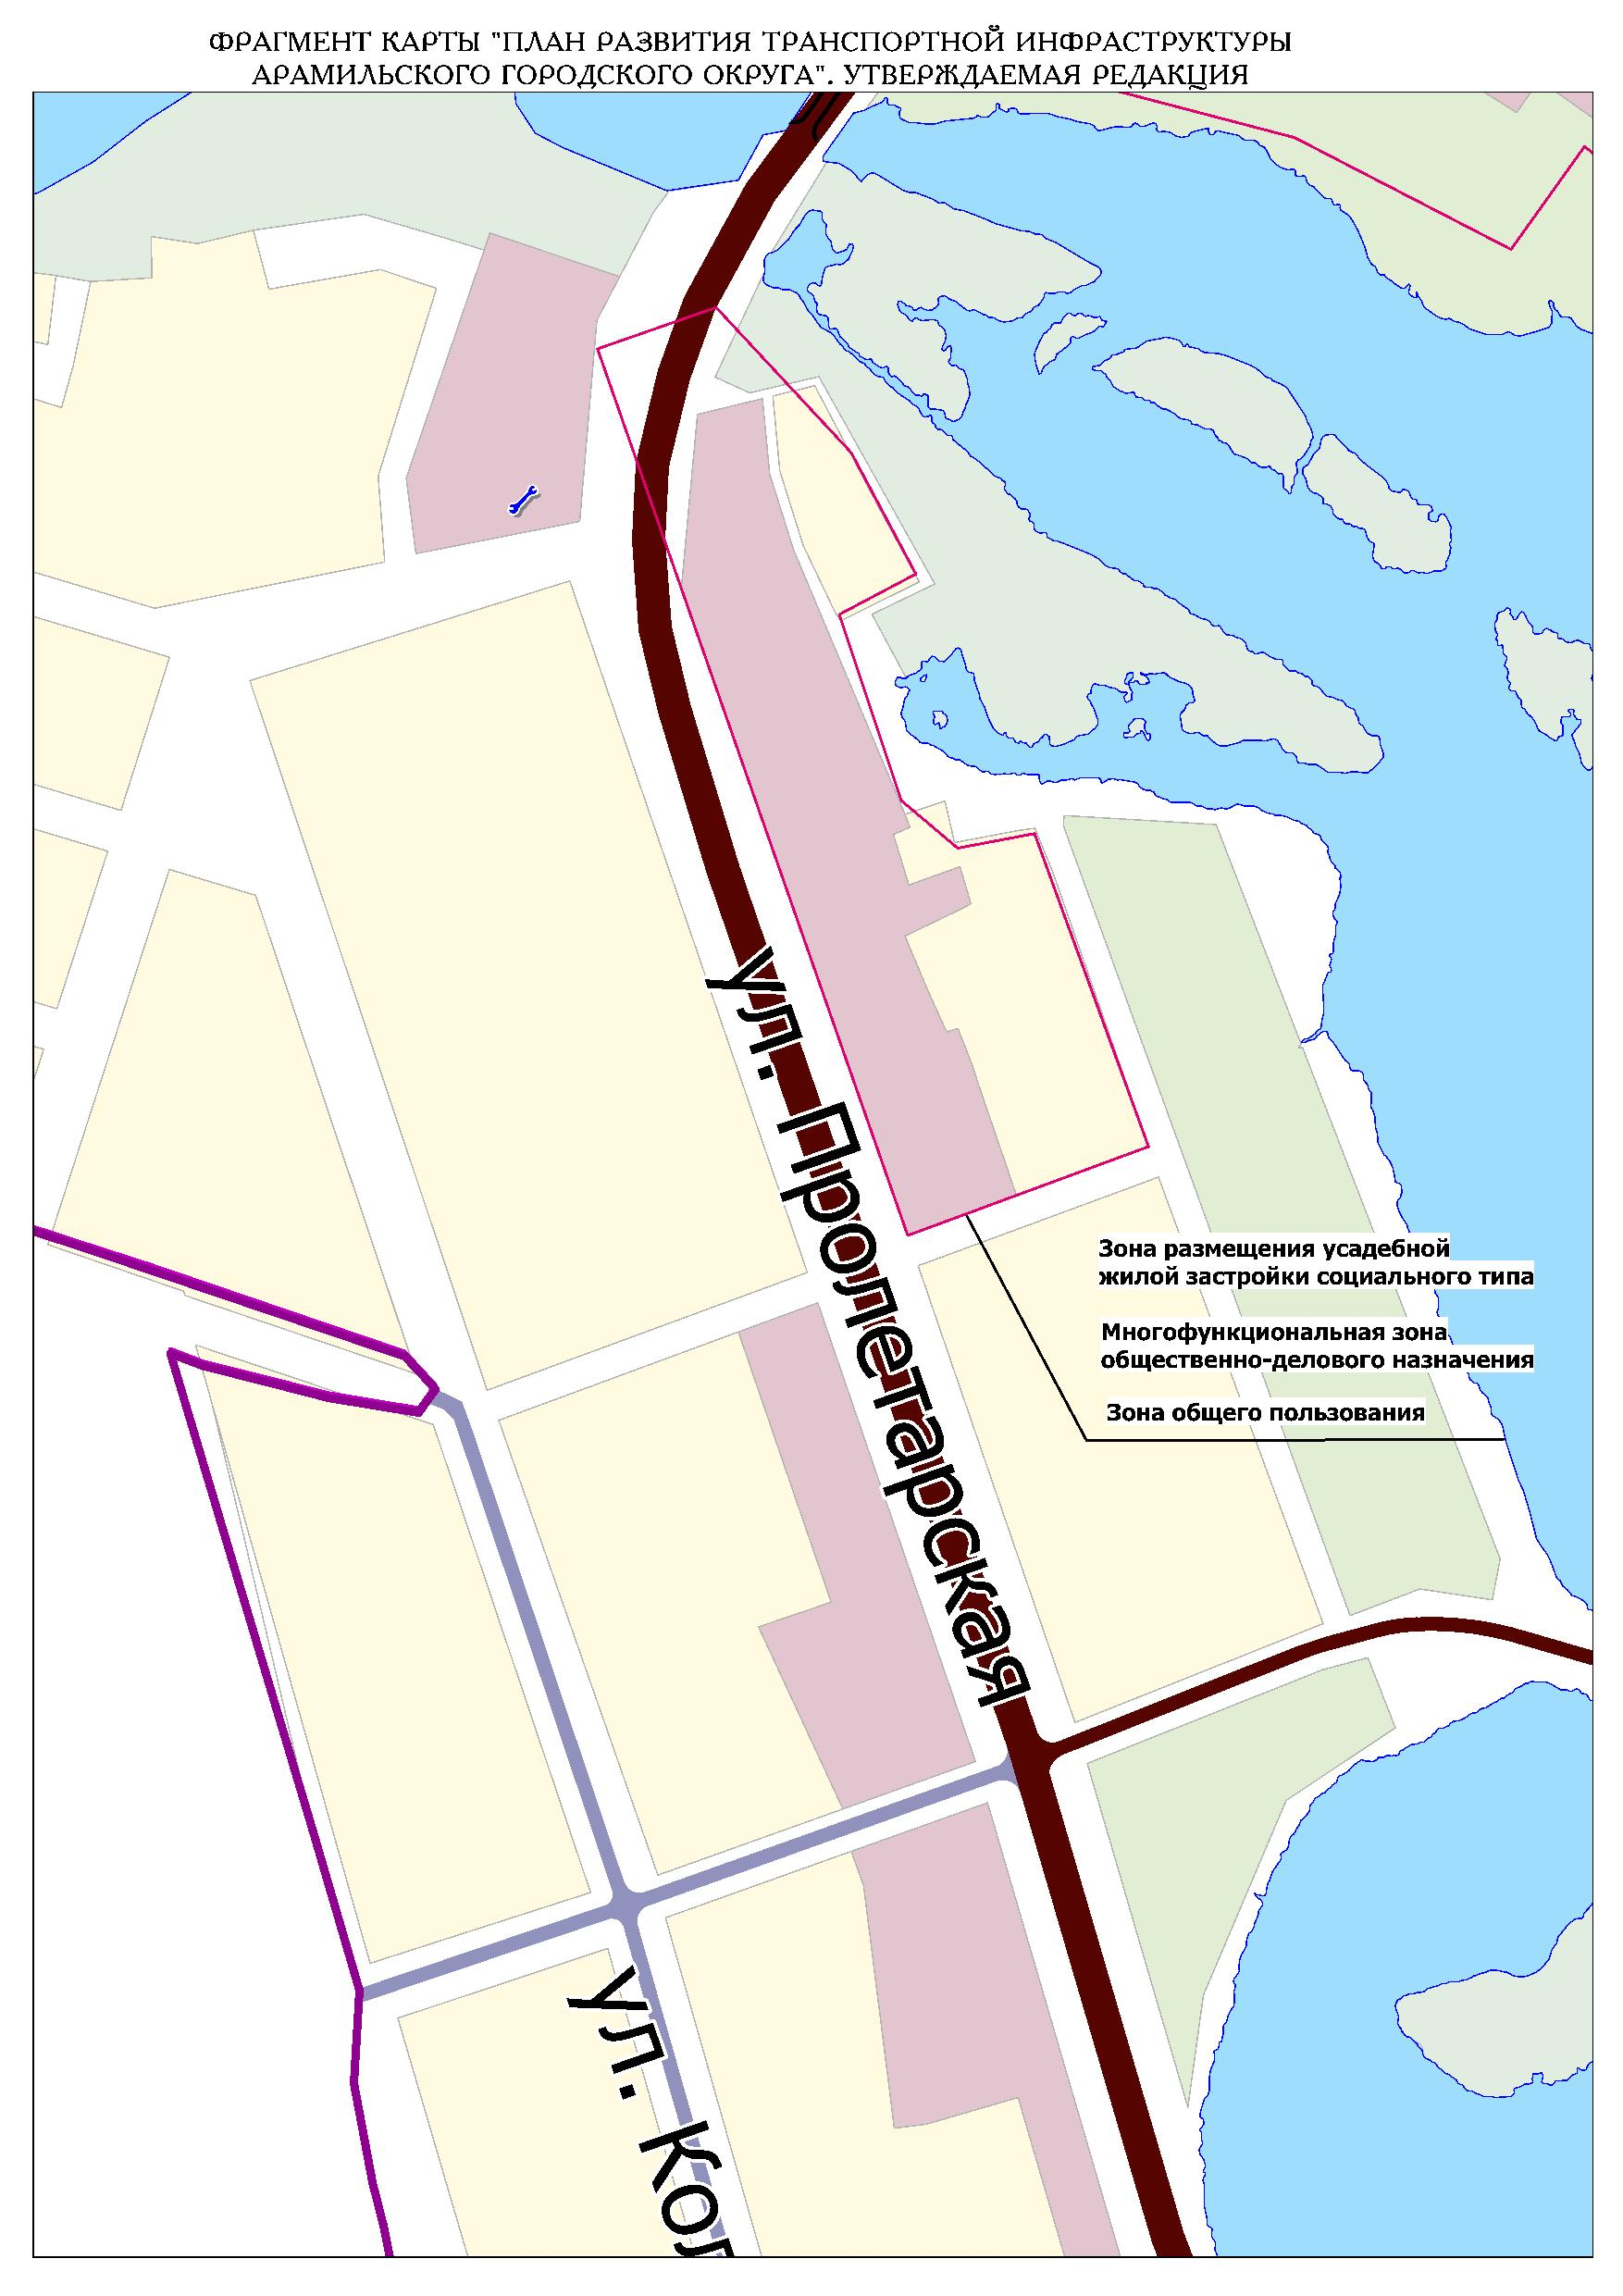 ФРАГМЕНТ КАРТЫ "ПЛАН РАЗВИТИЯ ТРАНСПОРТНОЙ ИНФРАСТРУКТУРЫ
АРАМИЛЬСКОГО ГОРОДСКОГО ОКРУГА". УТВЕРЖДАЕМАЯ РЕДАКЦИЯ
ул. Пролетарская
Зона размещения усадебной
жилой застройки социального типа
Многофункциональная зона
общественно-делового назначения
Зона общего пользования
ул. Кол